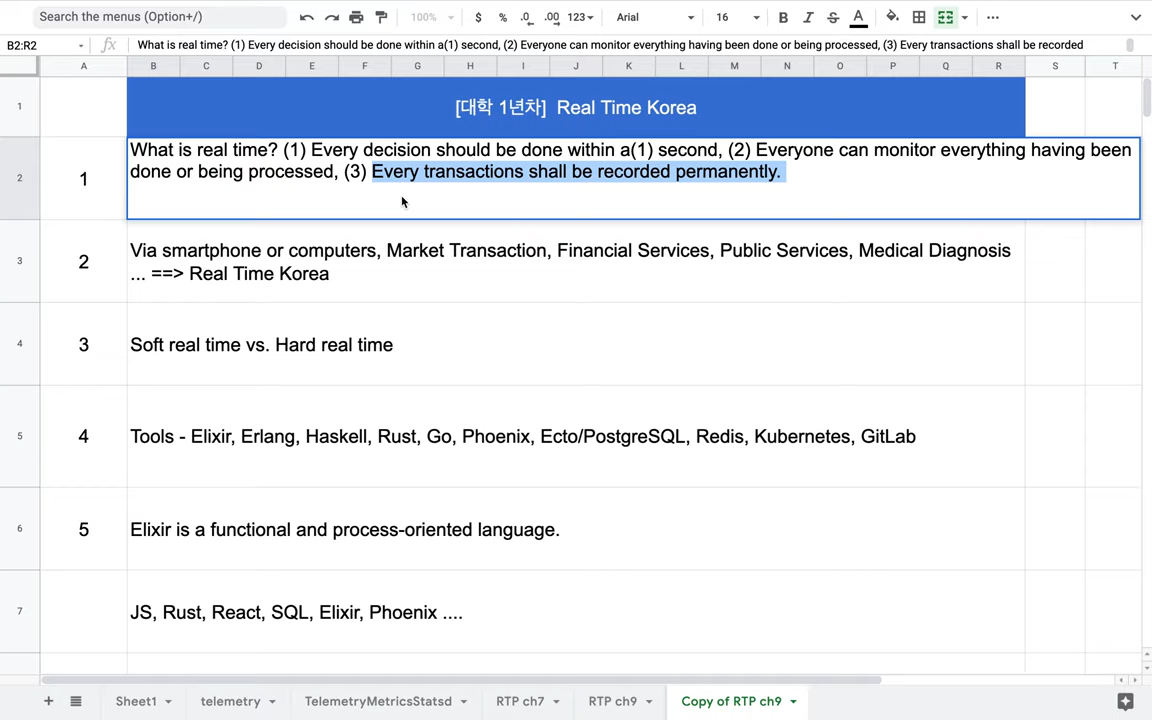 Search the menus (Option+/)
100%
$ % .0 .00 123
Arial
16
B I S A
B2:R2
fx
What is real time? (1) Every decision should be done within a(1) second, (2) Everyone can monitor everything having been done or being processed, (3) Every transactions shall be recorded
A B C D E F G H I J K L M N O P Q R S T
1
[대학 1년차] Real Time Korea
2
1
What is real time? (1) Every decision should be done within a(1) second, (2) Everyone can monitor everything having been
done or being processed, (3) Every transactions shall be recorded permanently.
3
2
Via smartphone or computers, Market Transaction, Financial Services, Public Services, Medical Diagnosis
... ==> Real Time Korea
4
3
Soft real time vs. Hard real time
5
4
Tools - Elixir, Erlang, Haskell, Rust, Go, Phoenix, Ecto/PostgreSQL, Redis, Kubernetes, GitLab
6
5
Elixir is a functional and process-oriented language.
7
JS, Rust, React, SQL, Elixir, Phoenix ....
Sheet1
telemetry
TelemetryMetricsStatsd
RTP ch7
RTP ch9
Copy of RTP ch9